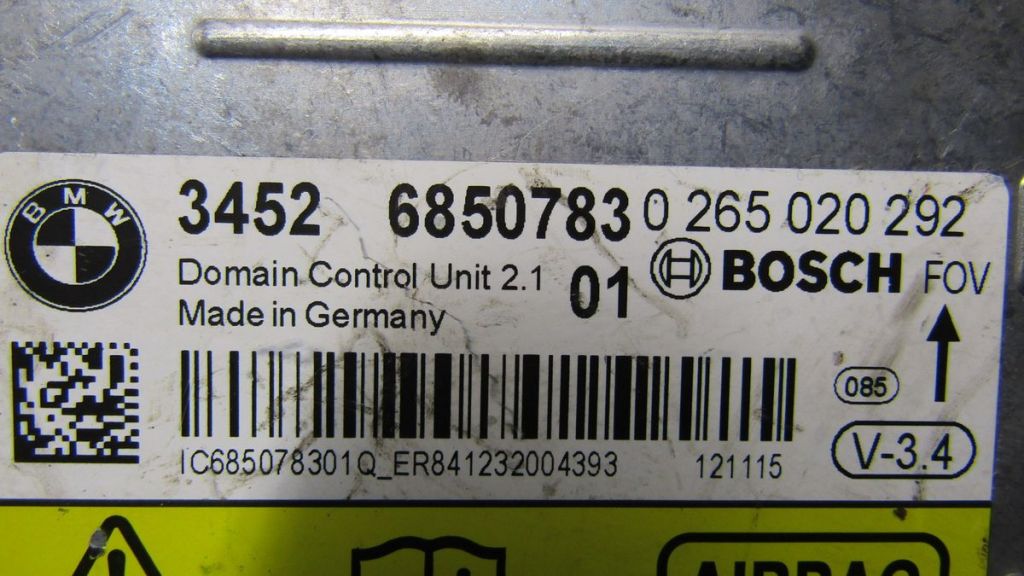 BMW
3452 6850783 0 265 020 292
Domain Control Unit 2.1 01 BOSCH FOV
Made in Germany
085
V-3.4
IC685078301Q_ER841232004393 121115
AIRBAG